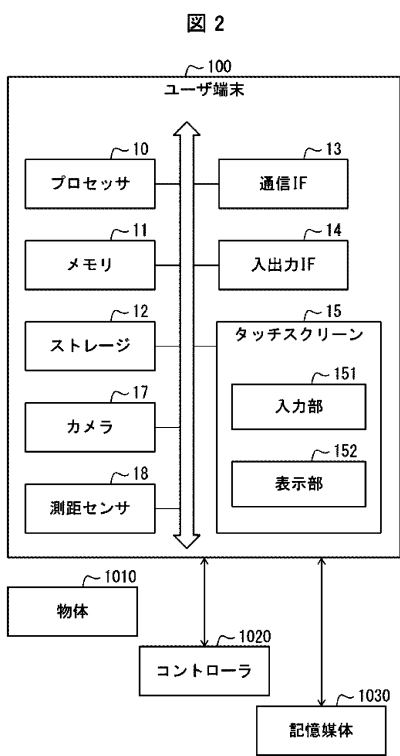 図 2
100
ユーザ端末
10
プロセッサ
13
通信IF
11
メモリ
14
入出力IF
12
ストレージ
15
タッチスクリーン
151
入力部
17
カメラ
152
表示部
18
測距センサ
1010
物体
1020
コントローラ
1030
記憶媒体